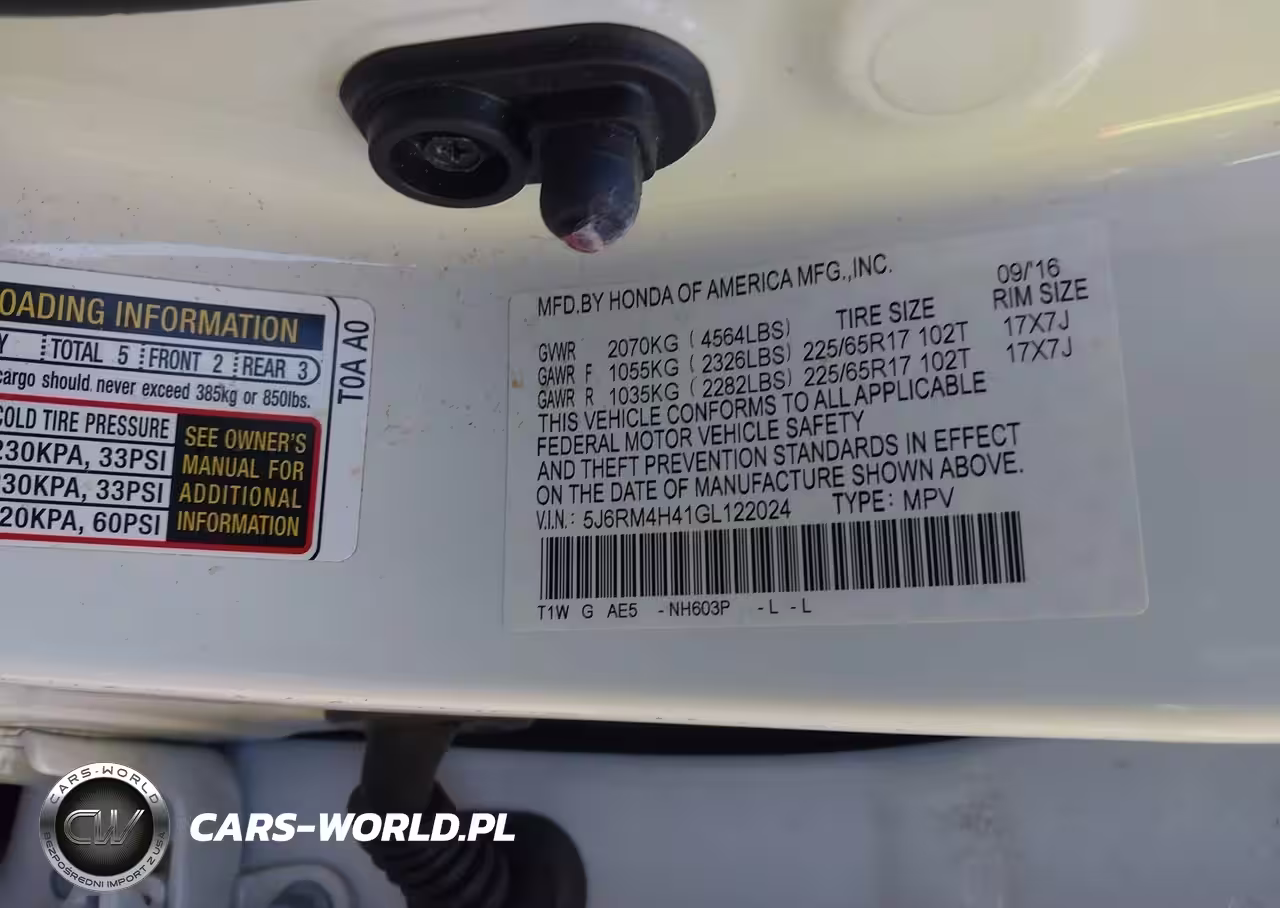 OADING INFORMATION
Y TOTAL 5 FRONT 2 REAR 3
cargo should never exceed 385kg or 850lbs.
COLD TIRE PRESSURE
230KPA, 33PSI
230KPA, 33PSI
20KPA, 60PSI
SEE OWNER'S
MANUAL FOR
ADDITIONAL
INFORMATION
T0A A0
MFD.BY HONDA OF AMERICA MFG.,INC. 09/'16
TIRE SIZE RIM SIZE
GVWR 2070KG (4564LBS)
GAWR F 1055KG (2326LBS) 225/65R17 102T 17X7J
GAWR R 1035KG (2282LBS) 225/65R17 102T 17X7J
THIS VEHICLE CONFORMS TO ALL APPLICABLE
FEDERAL MOTOR VEHICLE SAFETY
AND THEFT PREVENTION STANDARDS IN EFFECT
ON THE DATE OF MANUFACTURE SHOWN ABOVE.
V.I.N.: 5J6RM4H41GL122024 TYPE: MPV
T1W G AE5 -NH603P -L -L
CARS-WORLD
CW
BEZPOŚREDNI IMPORT Z USA
CARS-WORLD.PL